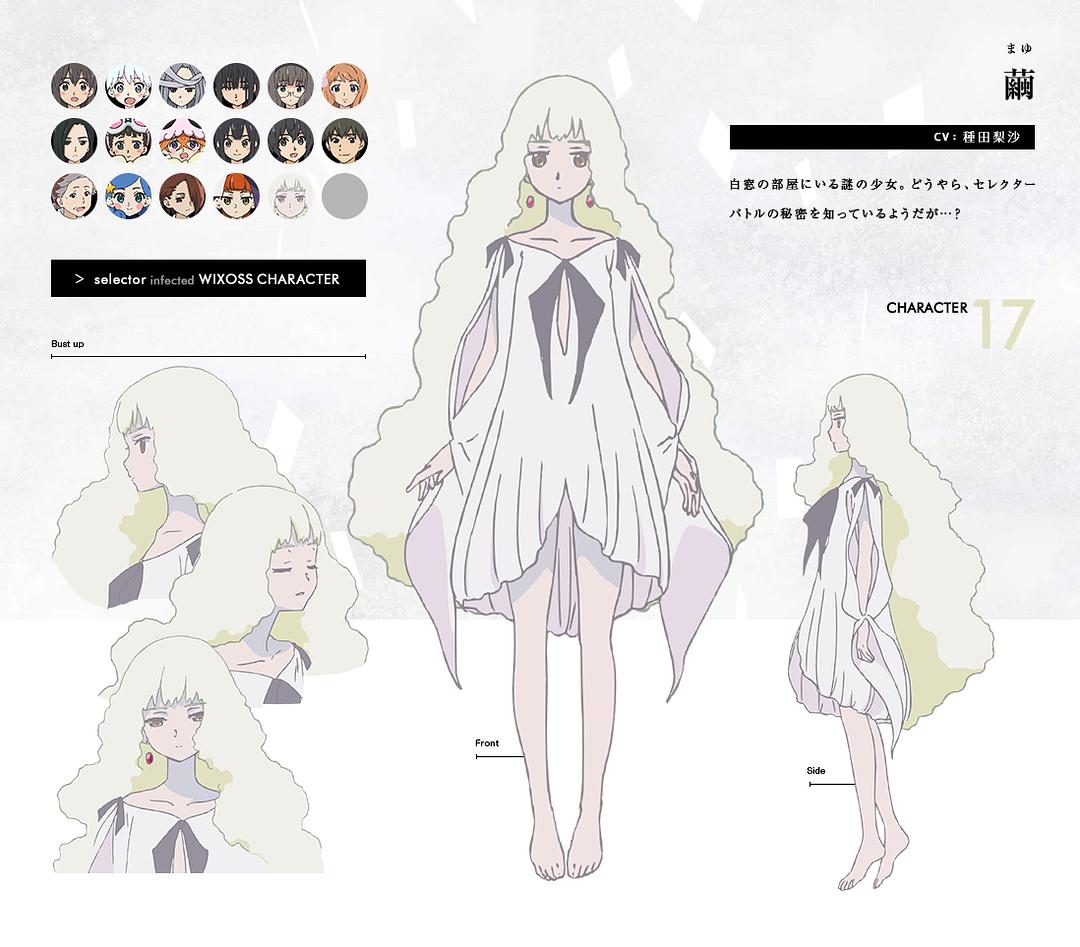 まゆ
繭
CV：種田梨沙
白窓の部屋にいる謎の少女。どうやら、セレクター
バトルの秘密を知っているようだが…？
> selector infected WIXOSS CHARACTER
CHARACTER 17
Bust up
Front
Side